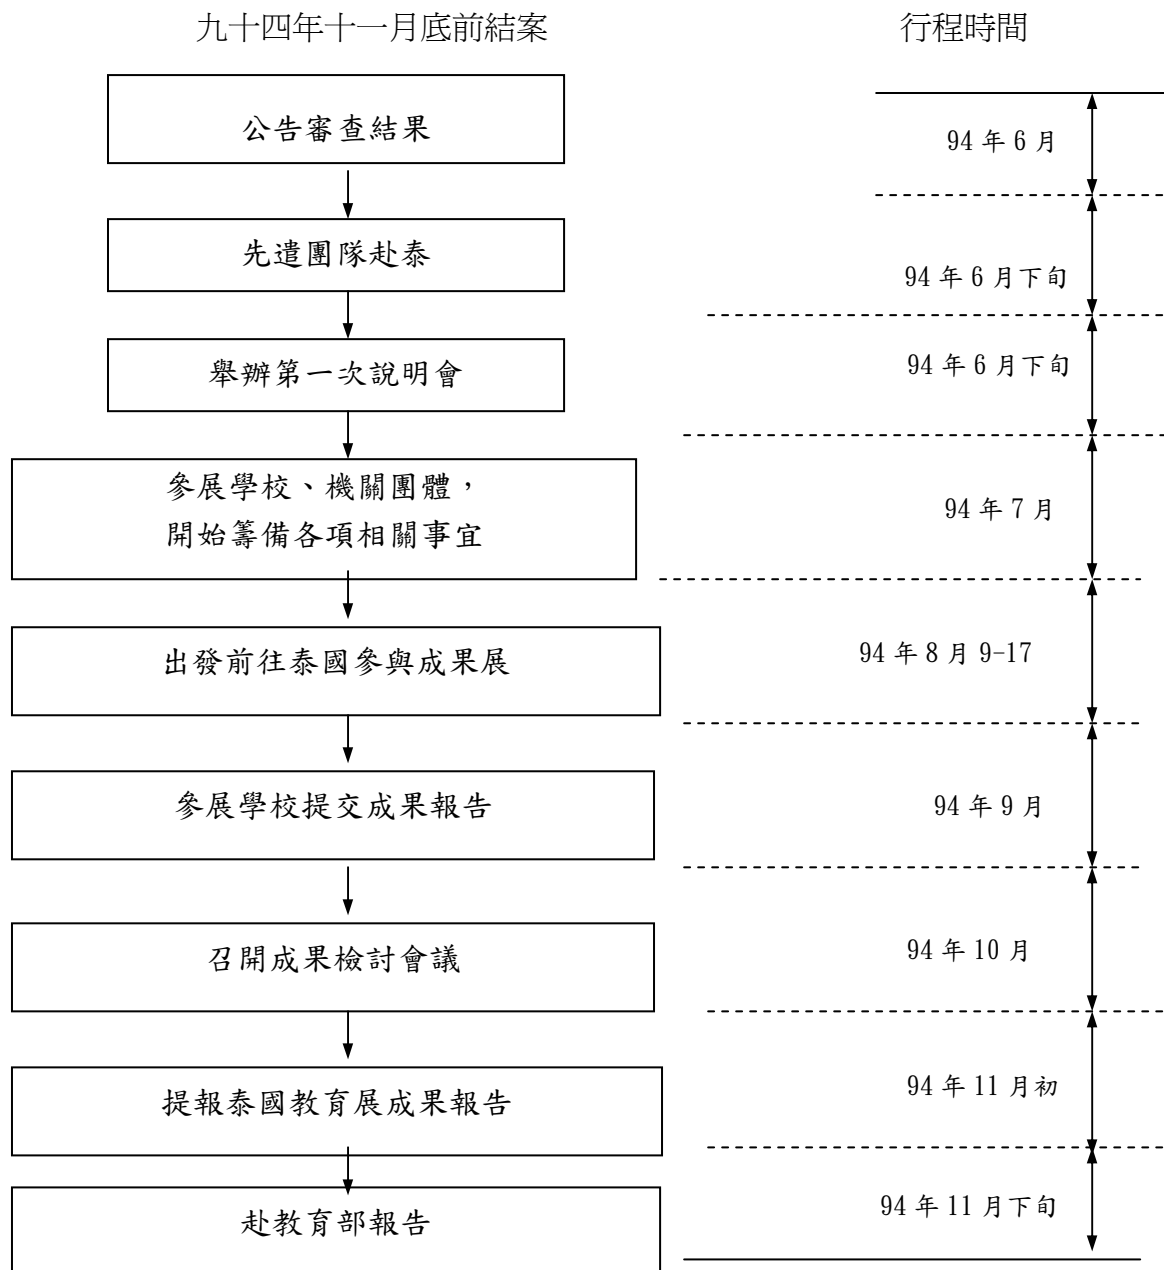 九十四年十一月底前結案
行程時間
公告審查結果
94 年 6 月
先遣團隊赴泰
94 年 6 月下旬
舉辦第一次說明會
94 年 6 月下旬
參展學校、機關團體，
開始籌備各項相關事宜
94 年 7 月
出發前往泰國參與成果展
94 年 8 月 9-17
參展學校提交成果報告
94 年 9 月
召開成果檢討會議
94 年 10 月
提報泰國教育展成果報告
94 年 11 月初
赴教育部報告
94 年 11 月下旬